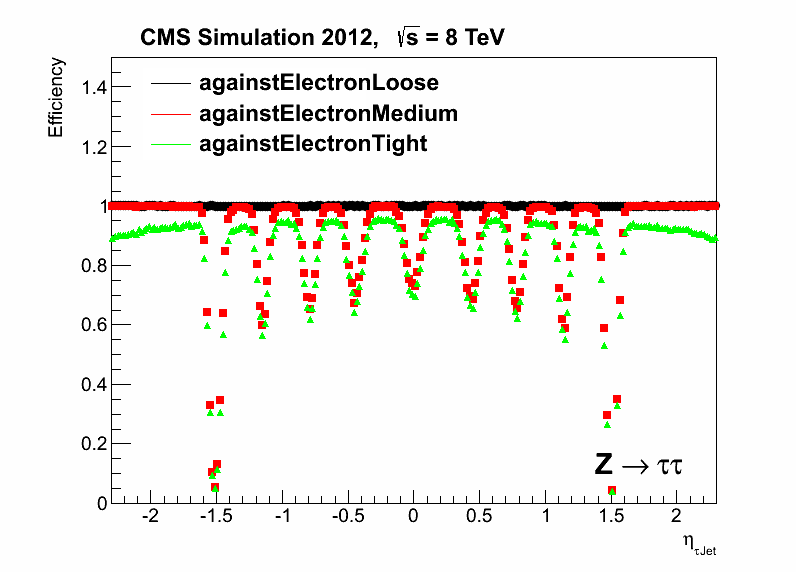 CMS Simulation 2012, √s = 8 TeV
Efficiency
againstElectronLoose
againstElectronMedium
againstElectronTight
1.4
1.2
1
0.8
0.6
0.4
0.2
0
Z → ττ
-2 -1.5 -1 -0.5 0 0.5 1 1.5 2
ητJet